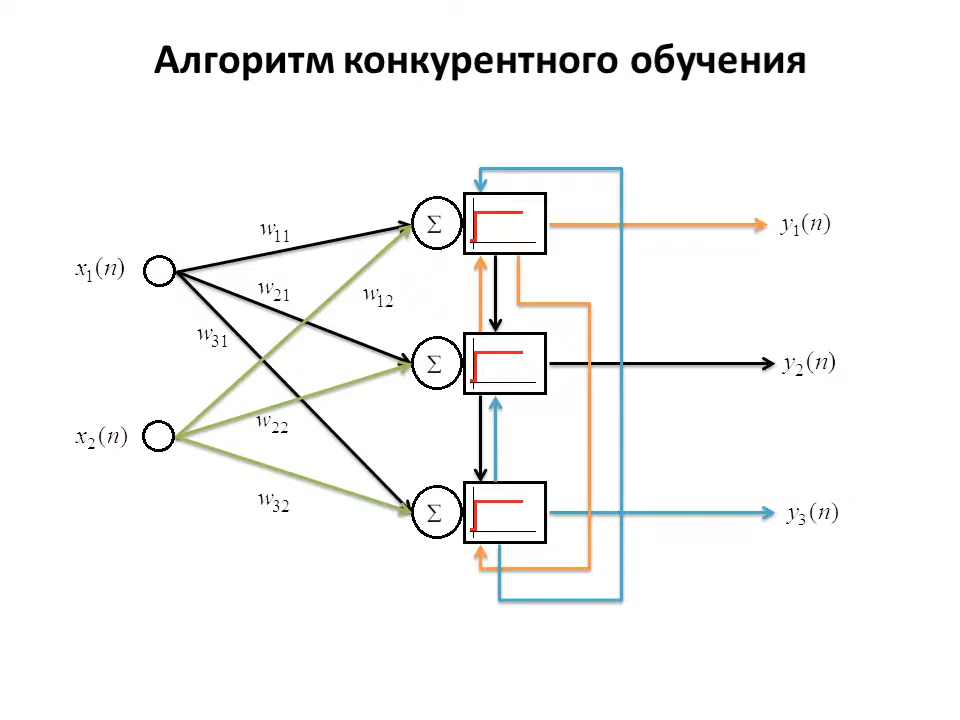 Алгоритм конкурентного обучения
w₁₁
Σ
y₁(n)
x₁(n)
w₂₁
w₁₂
w₃₁
Σ
y₂(n)
x₂(n)
w₂₂
w₃₂
Σ
y₃(n)